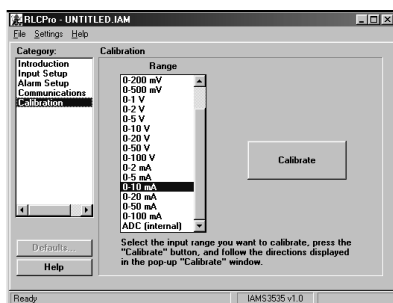 RLCPro - UNTITLED.IAM
File Settings Help
Category:
Introduction
Input Setup
Alarm Setup
Communications
Calibration
Defaults...
Help
Calibration
Range
0-200 mV
0-500 mV
0-1 V
0-2 V
0-5 V
0-10 V
0-20 V
0-50 V
0-100 V
0-2 mA
0-5 mA
0-10 mA
0-20 mA
0-50 mA
0-100 mA
ADC (internal)
Calibrate
Select the input range you want to calibrate, press the
"Calibrate" button, and follow the directions displayed
in the pop-up "Calibrate" window.
Ready
IAMS3535 v1.0